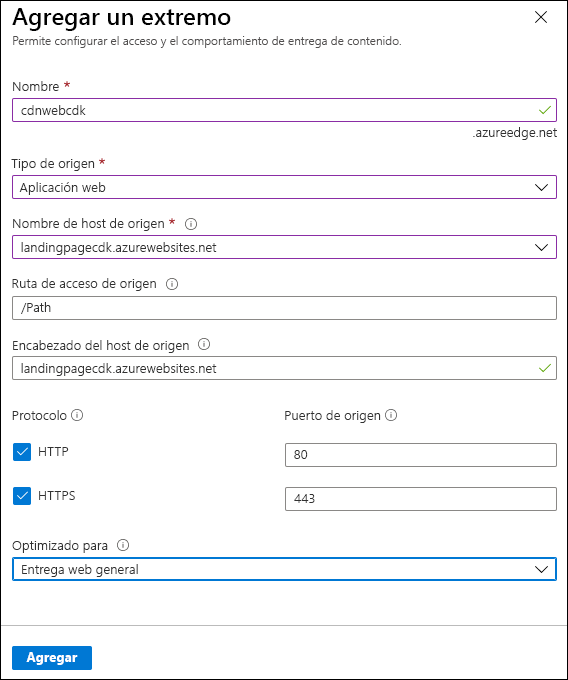 Agregar un extremo
Permite configurar el acceso y el comportamiento de entrega de contenido.
Nombre *
cdnwebcdk
.azureedge.net
Tipo de origen *
Aplicación web
Nombre de host de origen *
landingpagecdk.azurewebsites.net
Ruta de acceso de origen
/Path
Encabezado del host de origen
landingpagecdk.azurewebsites.net
Protocolo Puerto de origen
HTTP 80
HTTPS 443
Optimizado para
Entrega web general
Agregar